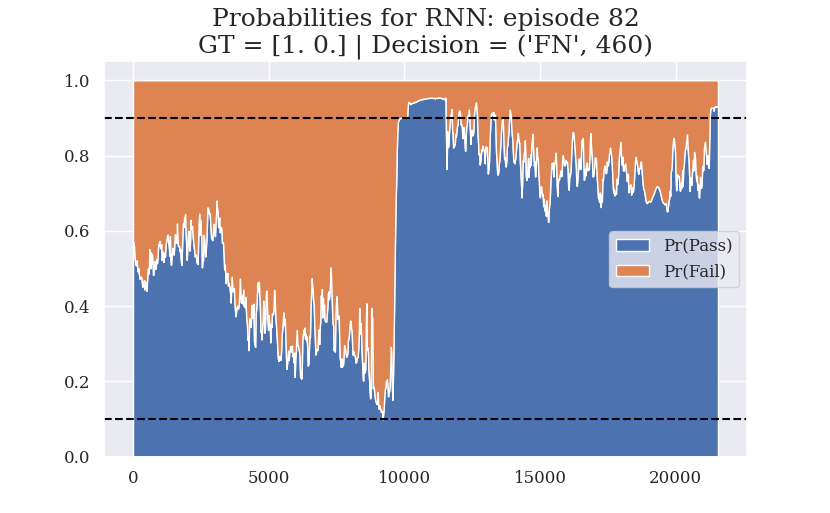 Probabilities for RNN: episode 82
GT = [1. 0.] | Decision = ('FN', 460)
1.0
0.8
0.6
0.4
0.2
0.0
Pr(Pass)
Pr(Fail)
0
5000
10000
15000
20000